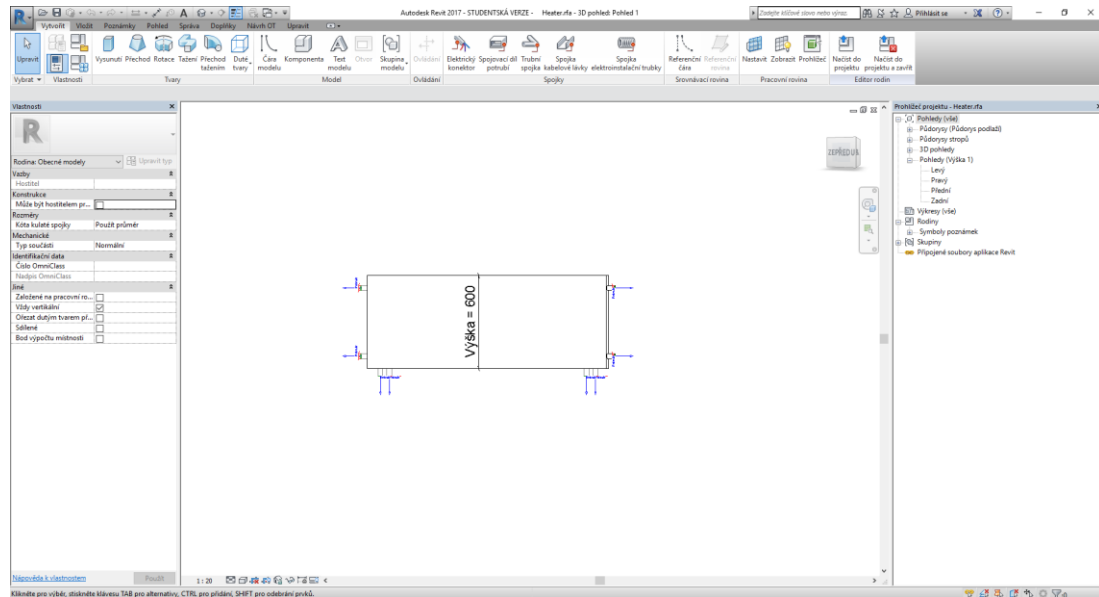 Autodesk Revit 2017 - STUDENTSKÁ VERZE - Heater.rfa - 3D pohled: Pohled 1
Zadejte klíčové slovo nebo výraz.
Přihlásit se
Vytvořit Vložit Poznámky Pohled Správa Doplňky Návrh OT Upravit
Upravit
Vysunutí Přechod Rotace Tažení Přechod tažením Duté tvary
Čára modelu Komponenta Text modelu Otvor Skupina modelu
Ovládání
Elektrický konektor Spojovací díl potrubí Trubní spojka Spojka kabelové lávky Spojka elektroinstalační trubky
Referenční čára Referenční rovina
Nastavit Zobrazit Prohlížeč
Načíst do projektu Načíst do projektu a zavřít
Vybrat Vlastnosti Tvary Model Ovládání Spojky Srovnávací rovina Pracovní rovina Editor rodin
Vlastnosti
Rodina: Obecné modely
Upravit typ
Vazby
Hostitel
Konstrukce
Může být hostitelem pr...
Rozměry
Kóta kulaté spojky Použít průměr
Mechanické
Typ součásti Normální
Identifikační data
Číslo OmniClass
Nadpis OmniClass
Jiné
Založené na pracovní ro...
Vždy vertikální
Ořezat dutým tvarem př...
Sdílené
Bod výpočtu místnosti
Nápověda k vlastnostem
Použít
Výška = 600
ZEPŘEDU
1 : 20
Prohlížeč projektu - Heater.rfa
Pohledy (vše)
Půdorysy (Půdorys podlaží)
Půdorysy stropů
3D pohledy
Pohledy (Výška 1)
Levý
Pravý
Přední
Zadní
Výkresy (vše)
Rodiny
Symboly poznámek
Skupiny
Připojené soubory aplikace Revit
Klikněte pro výběr, stiskněte klávesu TAB pro alternativy, CTRL pro přidání, SHIFT pro odebrání prvků.